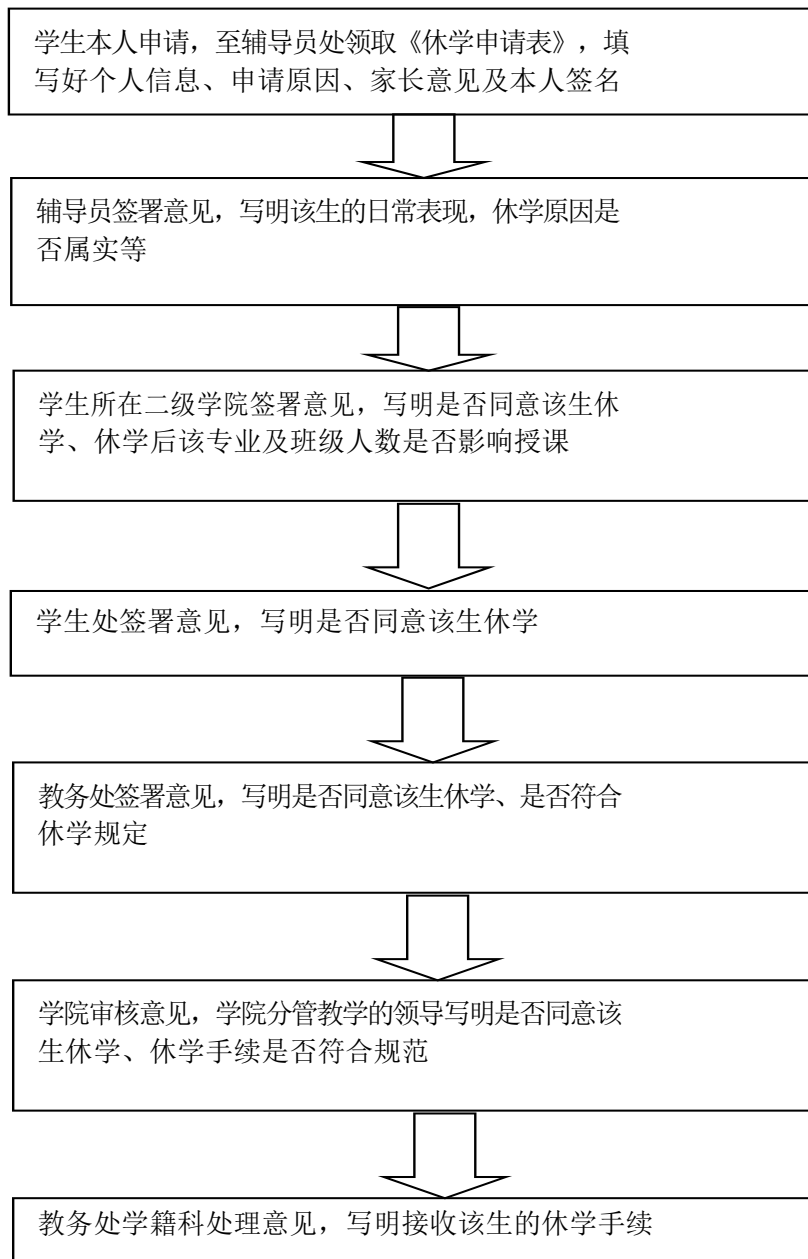 学生本人申请，至辅导员处领取《休学申请表》，填
写好个人信息、申请原因、家长意见及本人签名
辅导员签署意见，写明该生的日常表现，休学原因是
否属实等
学生所在二级学院签署意见，写明是否同意该生休
学、休学后该专业及班级人数是否影响授课
学生处签署意见，写明是否同意该生休学
教务处签署意见，写明是否同意该生休学、是否符合
休学规定
学院审核意见，学院分管教学的领导写明是否同意该
生休学、休学手续是否符合规范
教务处学籍科处理意见，写明接收该生的休学手续